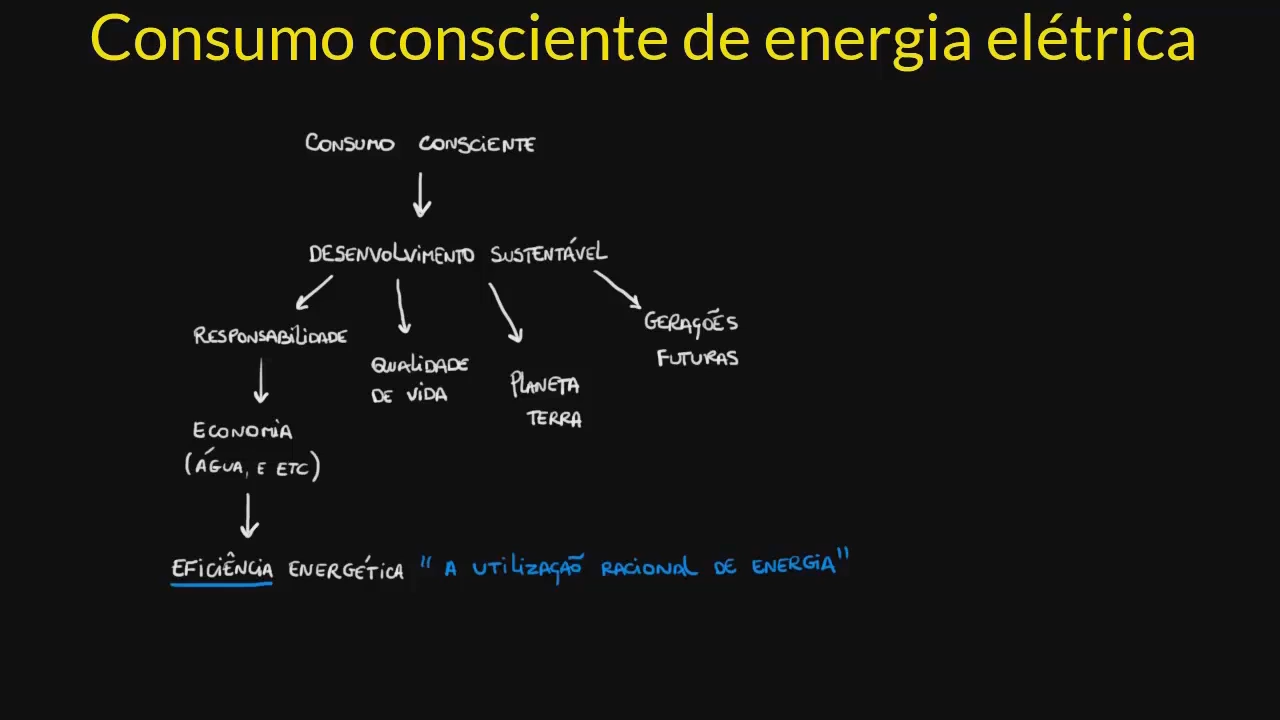 Consumo consciente de energia elétrica
CONSUMO CONSCIENTE
DESENVOLVIMENTO SUSTENTÁVEL
RESPONSABILIDADE
QUALIDADE
DE VIDA
PLANETA
TERRA
GERAÇÕES
FUTURAS
ECONOMIA
(ÁGUA, E ETC)
EFICIÊNCIA ENERGÉTICA "A UTILIZAÇÃO RACIONAL DE ENERGIA"